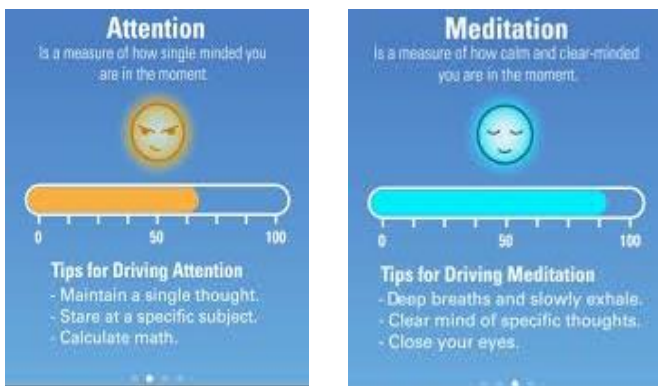 Attention
Is a measure of how single minded you
are in the moment
0 50 100
Tips for Driving Attention
- Maintain a single thought.
- Stare at a specific subject.
- Calculate math.
Meditation
Is a measure of how calm and clear-minded
you are in the moment.
0 50 100
Tips for Driving Meditation
- Deep breaths and slowly exhale.
- Clear mind of specific thoughts.
- Close your eyes.